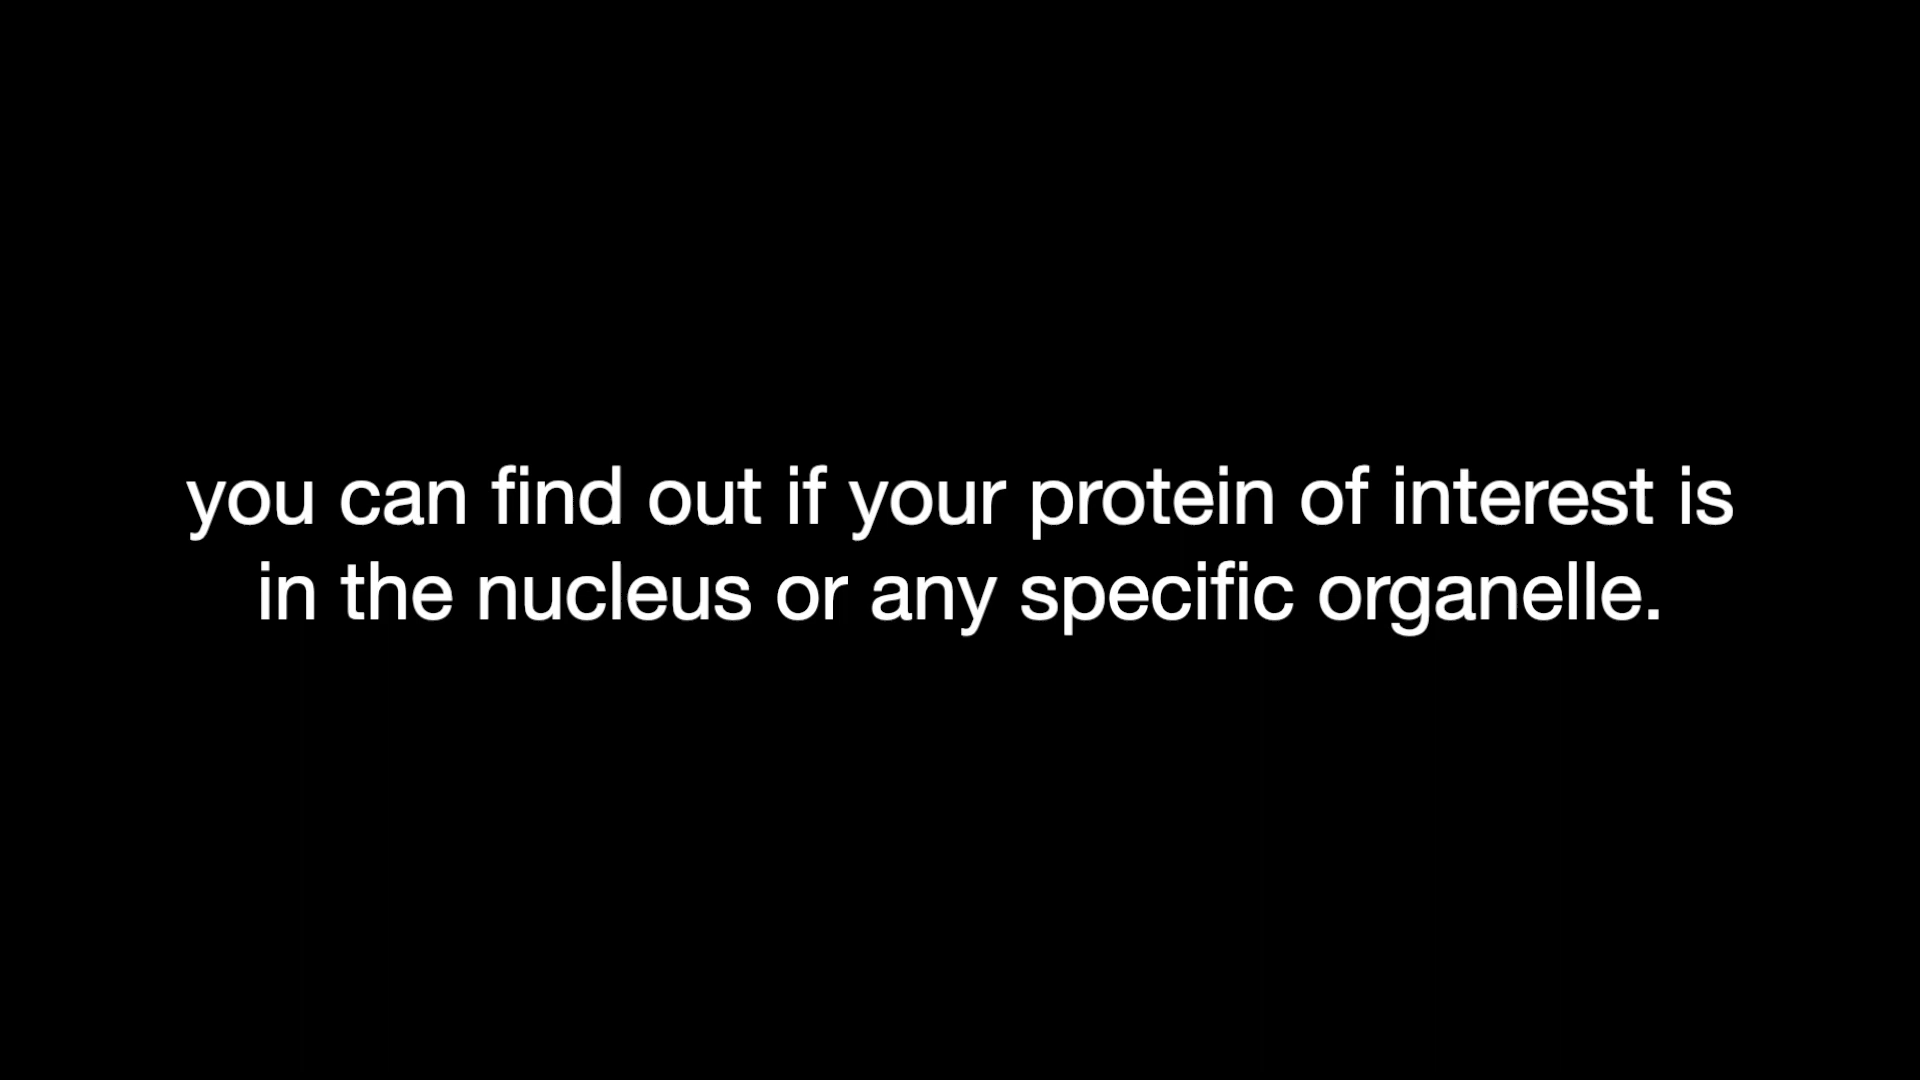 you can find out if your protein of interest is
in the nucleus or any specific organelle.